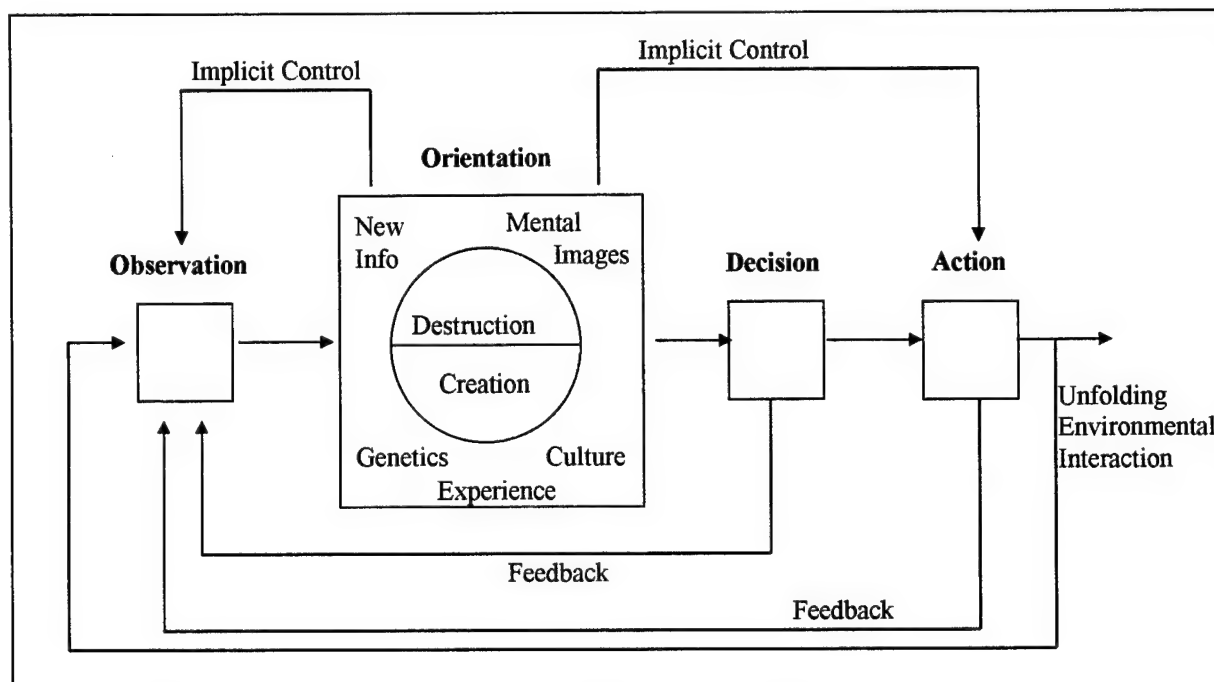 Implicit Control
Implicit Control
Orientation
New
Info
Mental
Images
Observation
Decision
Action
Destruction
Creation
Unfolding
Environmental
Interaction
Genetics
Culture
Experience
Feedback
Feedback